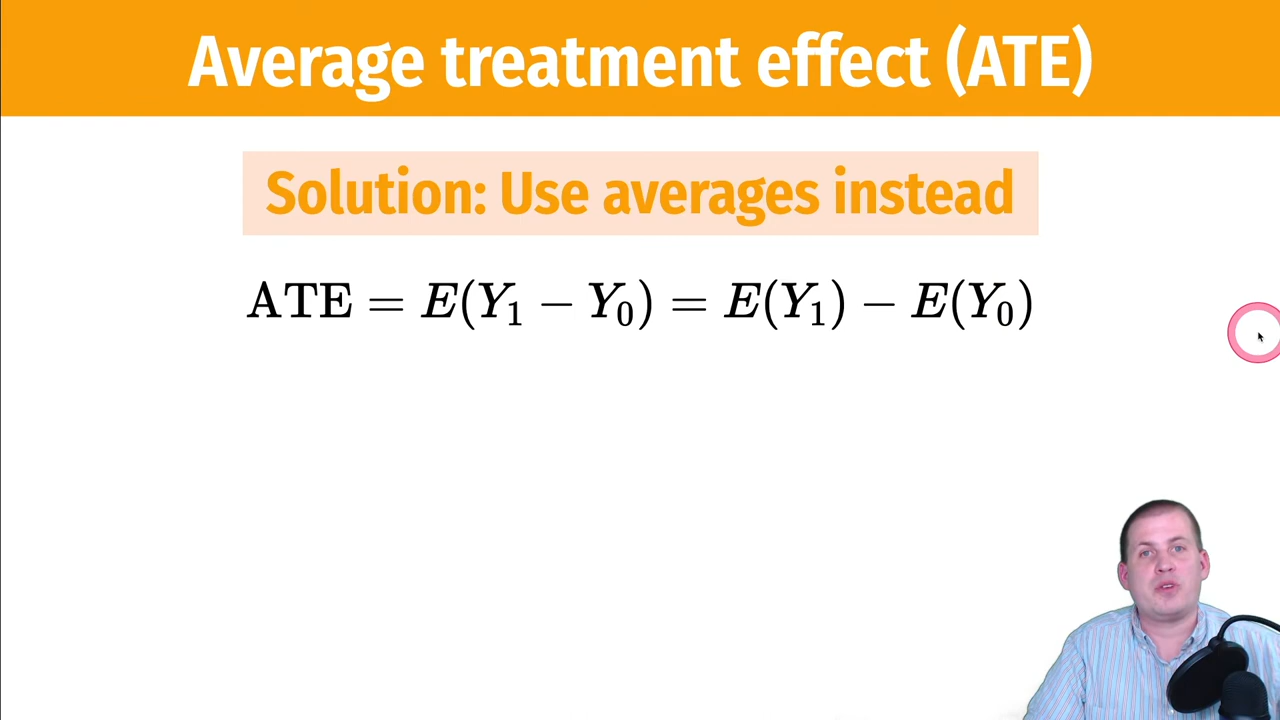 Average treatment effect (ATE)
Solution: Use averages instead
ATE = E(Y₁ − Y₀) = E(Y₁) − E(Y₀)